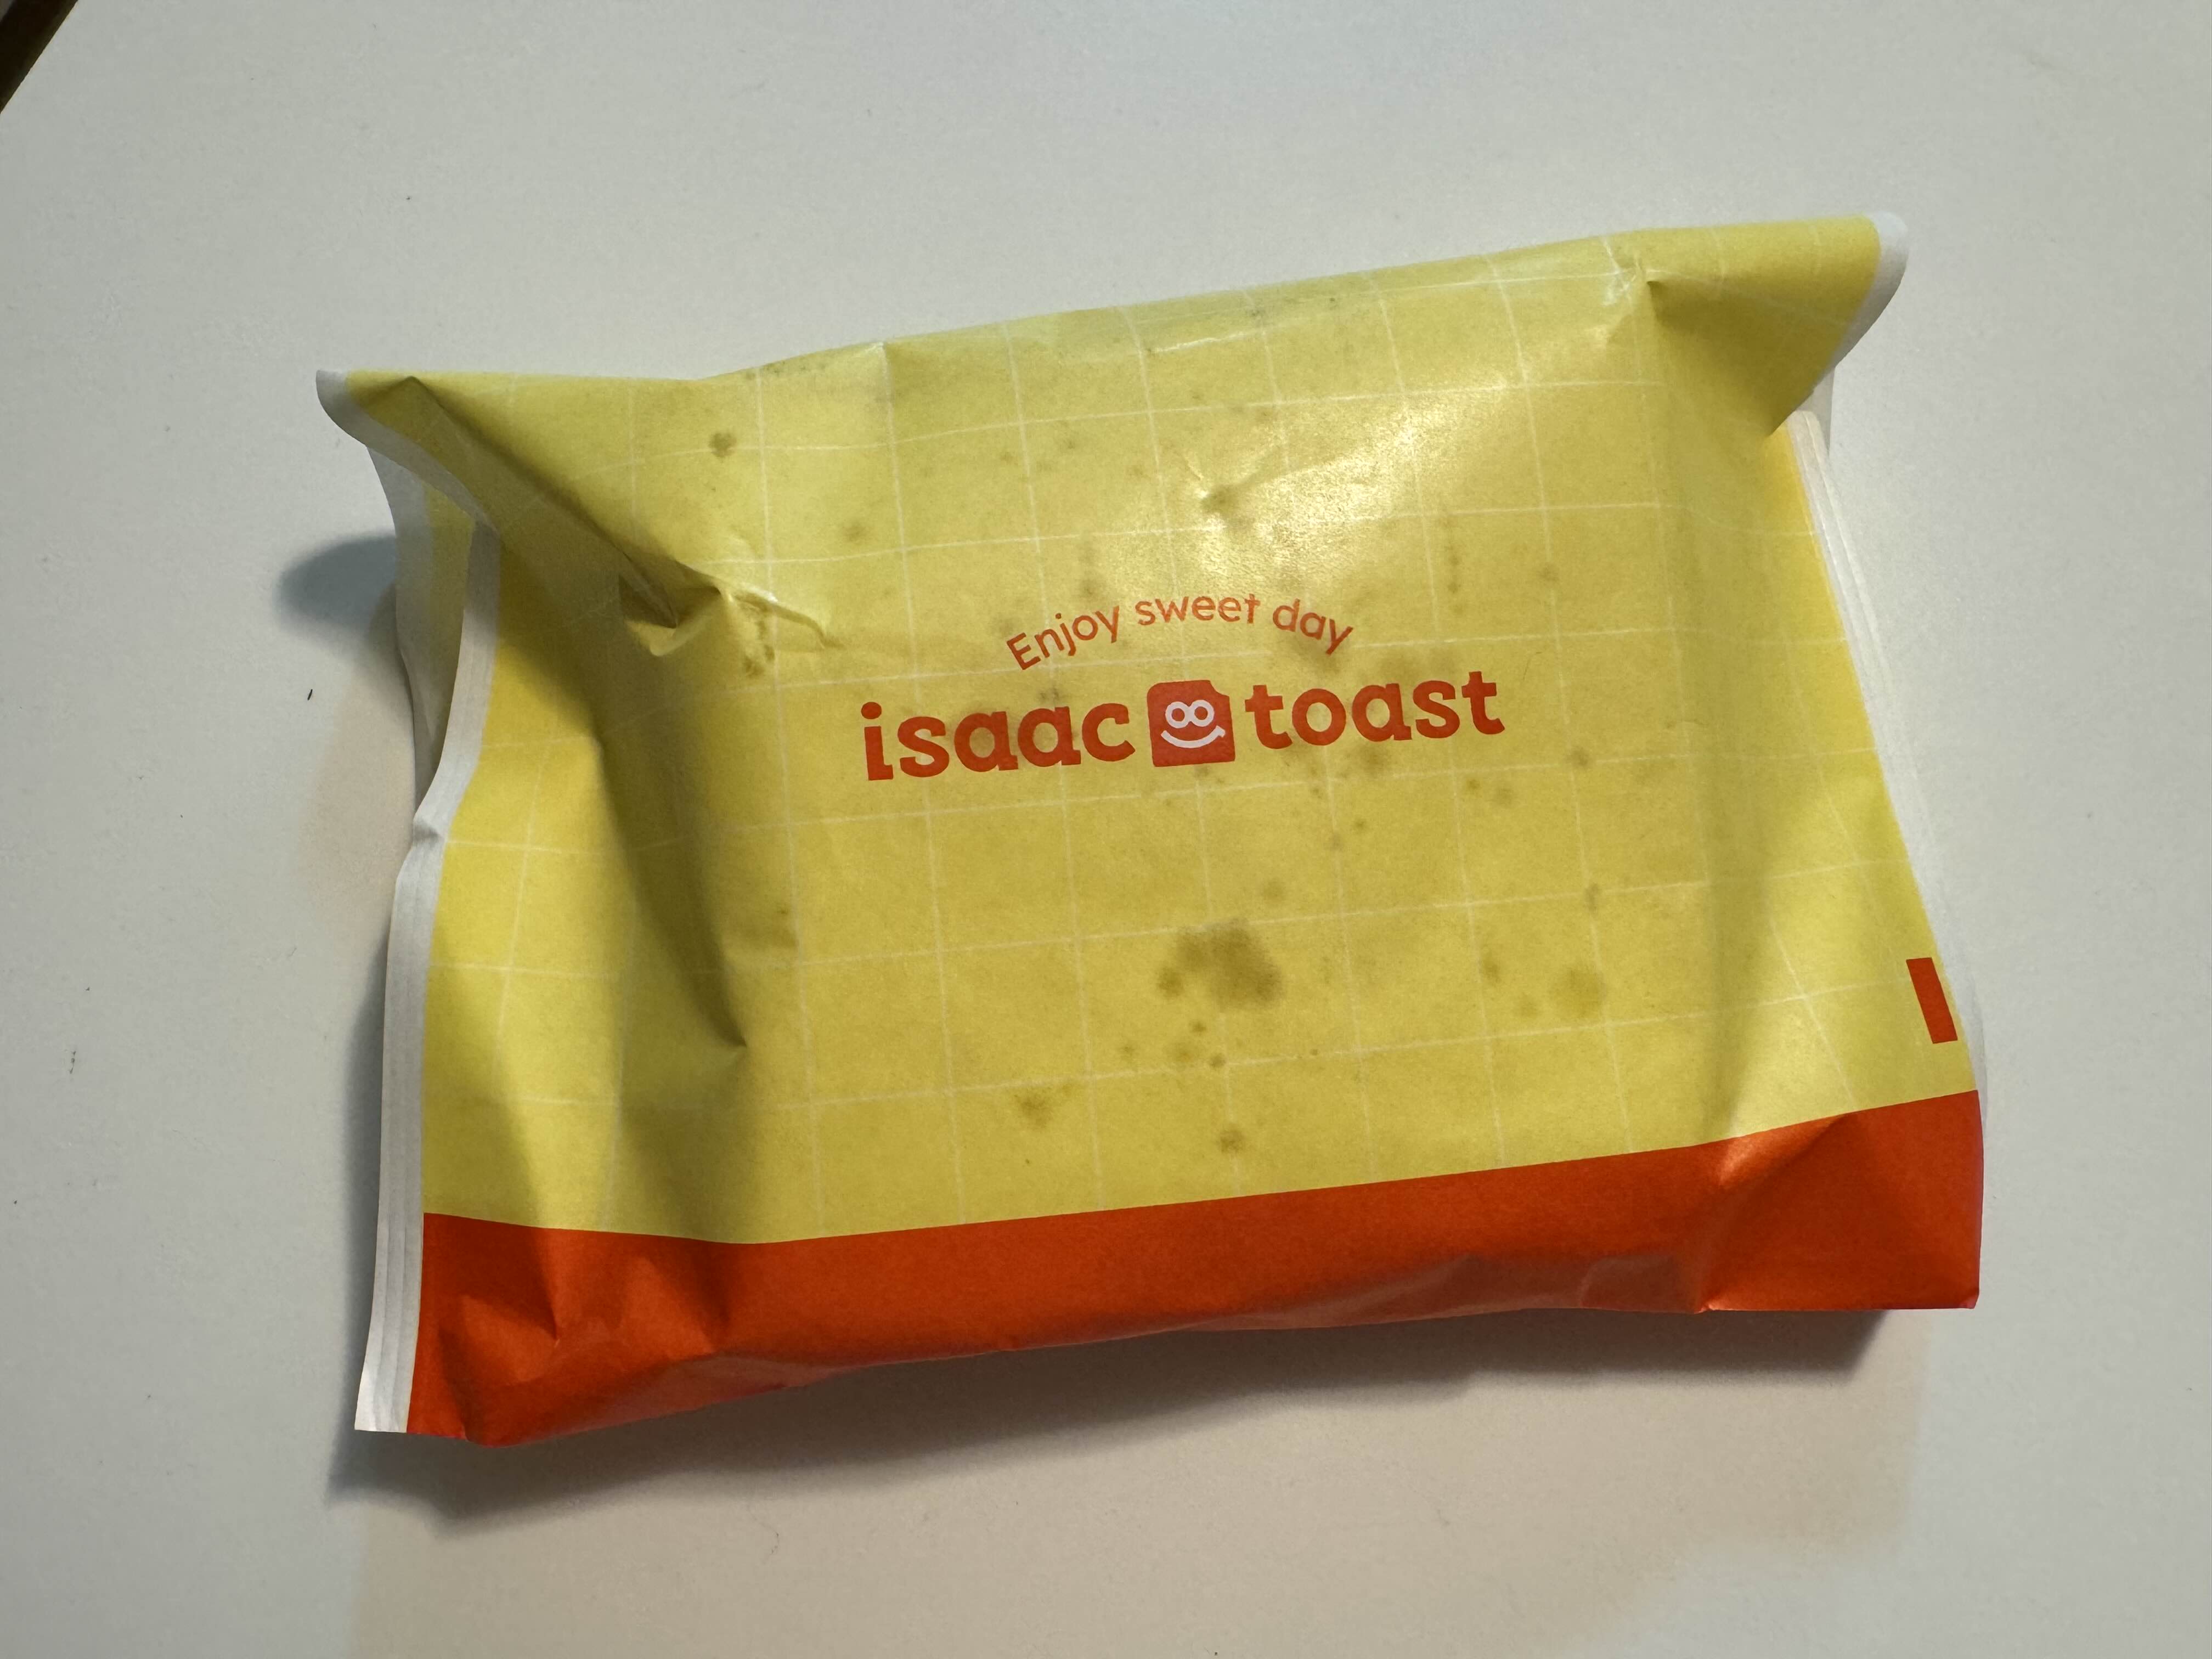 Enjoy sweet day
isaac toast